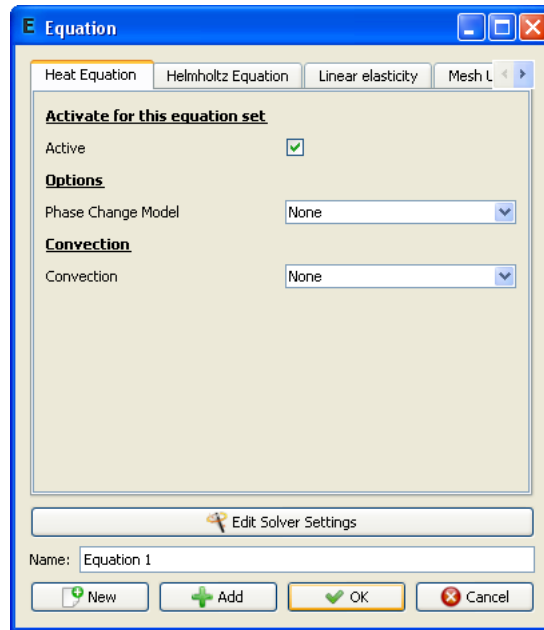 E Equation
Heat Equation Helmholtz Equation Linear elasticity Mesh U
Activate for this equation set
Active
Options
Phase Change Model None
Convection
Convection None
Edit Solver Settings
Name: Equation 1
New Add OK Cancel